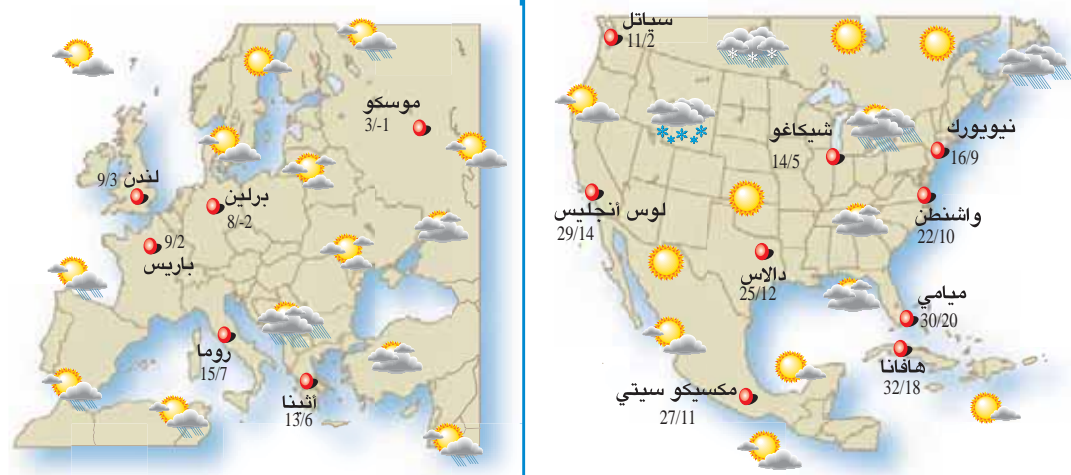 سياتل
11/2
شيكاغو
14/5
نيويورك
16/9
لوس أنجليس
29/14
واشنطن
22/10
دالاس
25/12
ميامي
30/20
هافانا
32/18
مكسيكو سيتي
27/11
موسكو
3/-1
لندن 9/3
برلين
8/-2
9/2
باريس
روما
15/7
أثينا
13/6